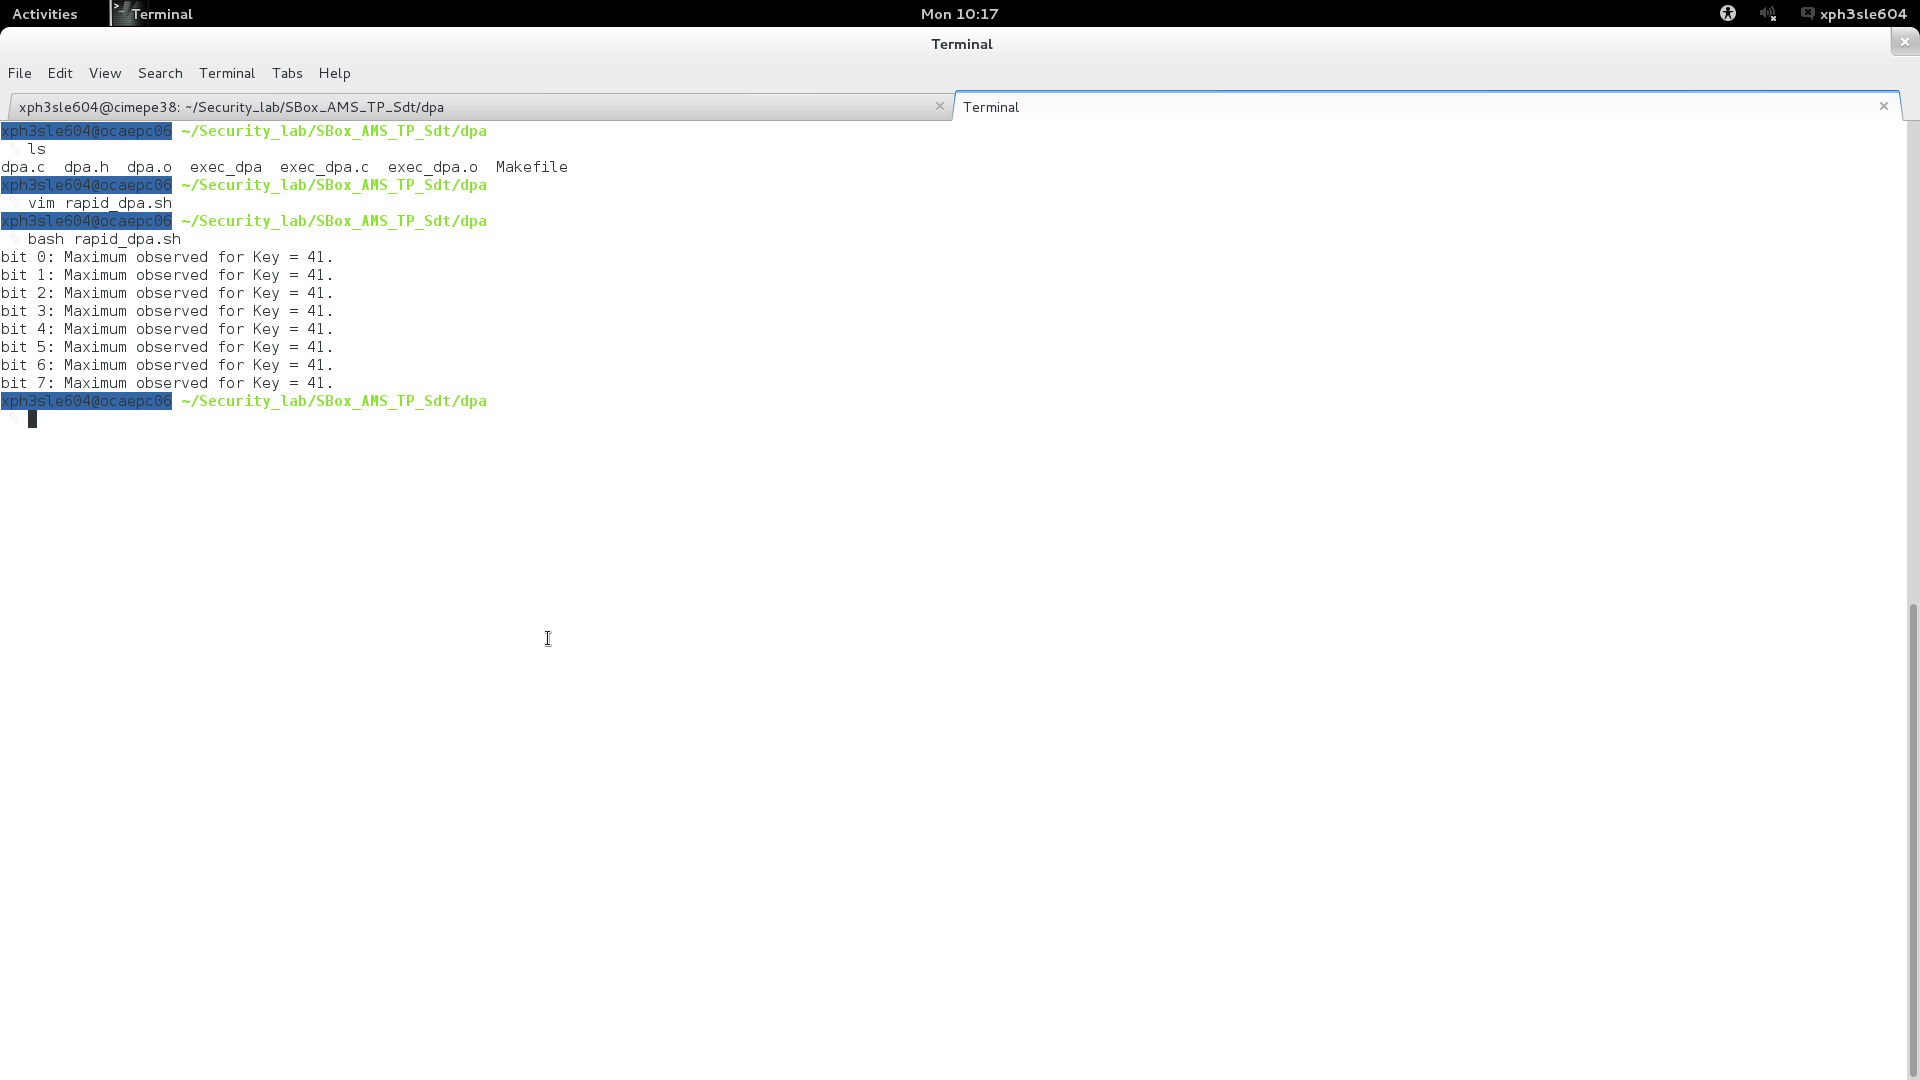 Activities Terminal Mon 10:17 xph3sle604
Terminal
File Edit View Search Terminal Tabs Help
xph3sle604@cimepe38: ~/Security_lab/SBox_AMS_TP_Sdt/dpa Terminal
xph3sle604@ocaepc06 ~/Security_lab/SBox_AMS_TP_Sdt/dpa
% ls
dpa.c dpa.h dpa.o exec_dpa exec_dpa.c exec_dpa.o Makefile
xph3sle604@ocaepc06 ~/Security_lab/SBox_AMS_TP_Sdt/dpa
% vim rapid_dpa.sh
xph3sle604@ocaepc06 ~/Security_lab/SBox_AMS_TP_Sdt/dpa
% bash rapid_dpa.sh
bit 0: Maximum observed for Key = 41.
bit 1: Maximum observed for Key = 41.
bit 2: Maximum observed for Key = 41.
bit 3: Maximum observed for Key = 41.
bit 4: Maximum observed for Key = 41.
bit 5: Maximum observed for Key = 41.
bit 6: Maximum observed for Key = 41.
bit 7: Maximum observed for Key = 41.
xph3sle604@ocaepc06 ~/Security_lab/SBox_AMS_TP_Sdt/dpa
%